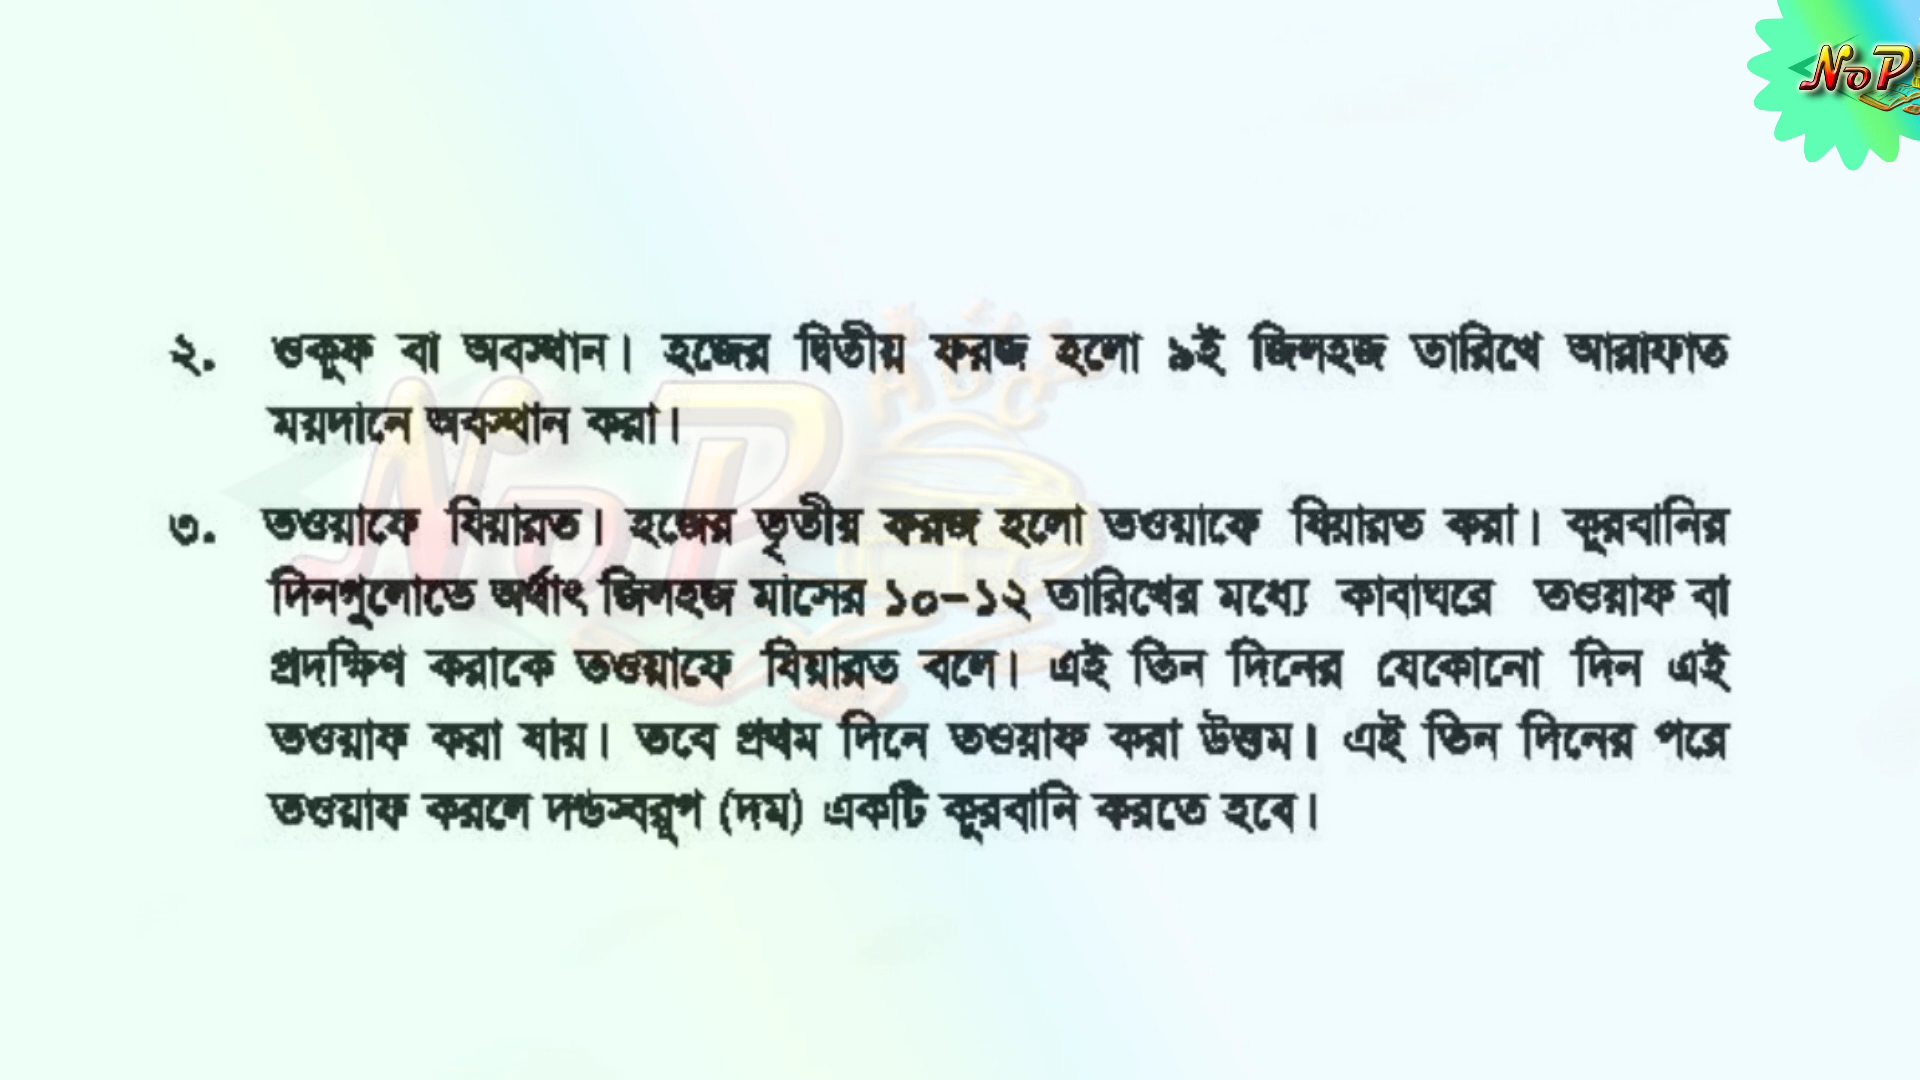 NoP
২. ওকূফ বা অবস্থান। হজের দ্বিতীয় ফরজ হলো ৯ই জিলহজ তারিখে আরাফাত
ময়দানে অবস্থান করা।
৩. তওয়াফে যিয়ারত। হজের তৃতীয় ফরজ হলো তওয়াফে যিয়ারত করা। কুরবানির
দিনগুলোতে অর্থাৎ জিলহজ মাসের ১০–১২ তারিখের মধ্যে কাবাঘরে তওয়াফ বা
প্রদক্ষিণ করাকে তওয়াফে যিয়ারত বলে। এই তিন দিনের যেকোনো দিন এই
তওয়াফ করা যায়। তবে প্রথম দিনে তওয়াফ করা উত্তম। এই তিন দিনের পরে
তওয়াফ করলে দণ্ডস্বরূপ (দম) একটি কুরবানি করতে হবে।